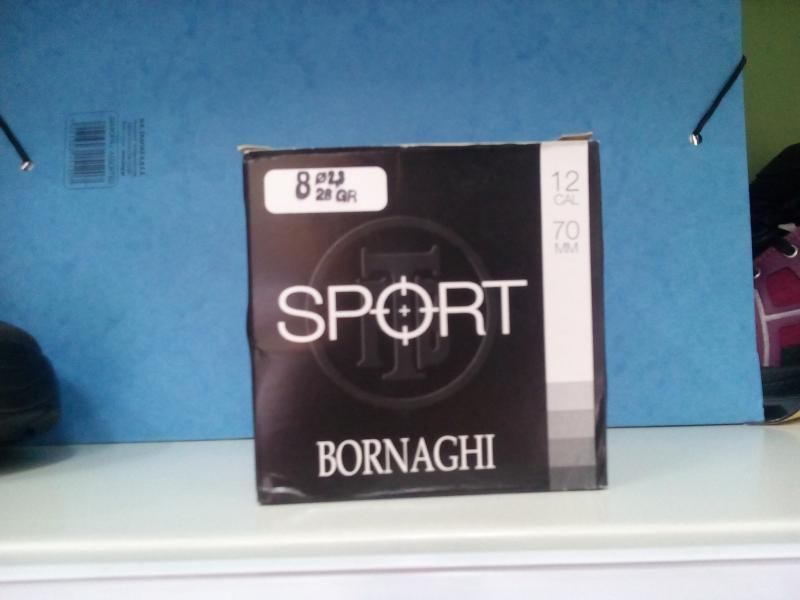 8 Ø2,3
28 GR
12
CAL
70
MM
SPORT
BORNAGHI